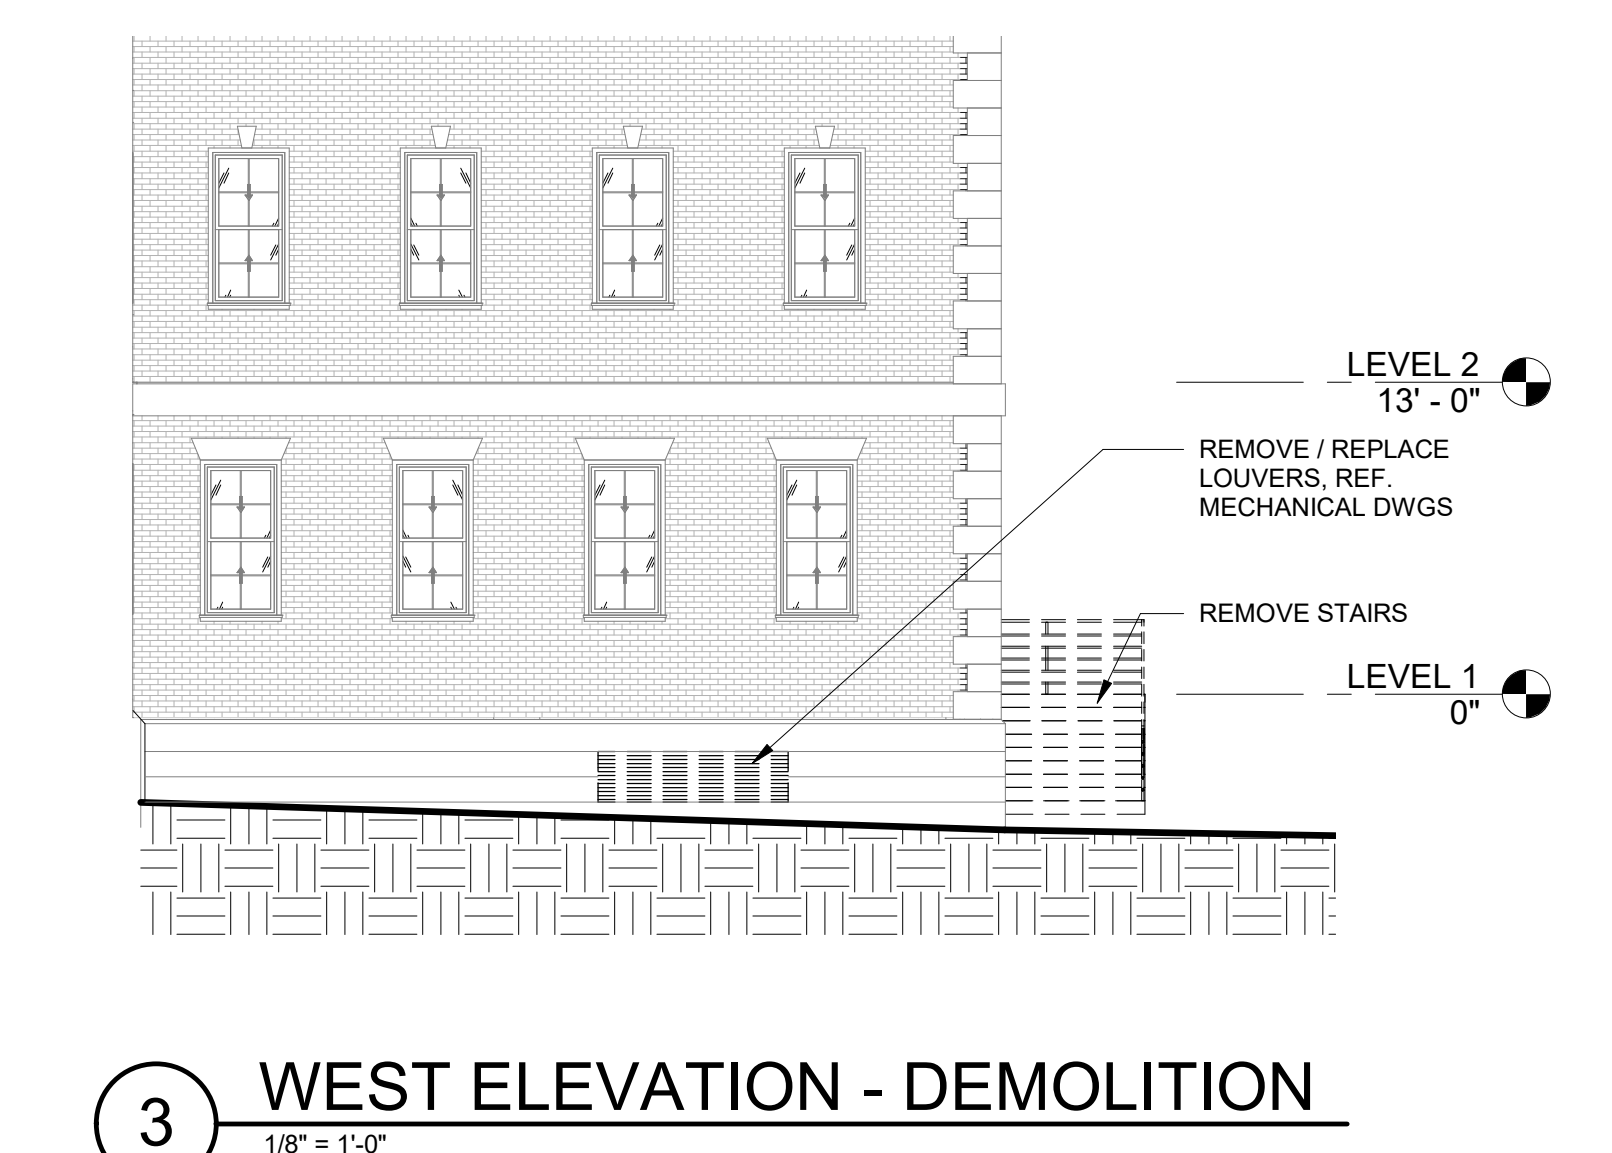 LEVEL 2
13' - 0"
REMOVE / REPLACE
LOUVERS, REF.
MECHANICAL DWGS
REMOVE STAIRS
LEVEL 1
0"
3
WEST ELEVATION - DEMOLITION
1/8" = 1'-0"